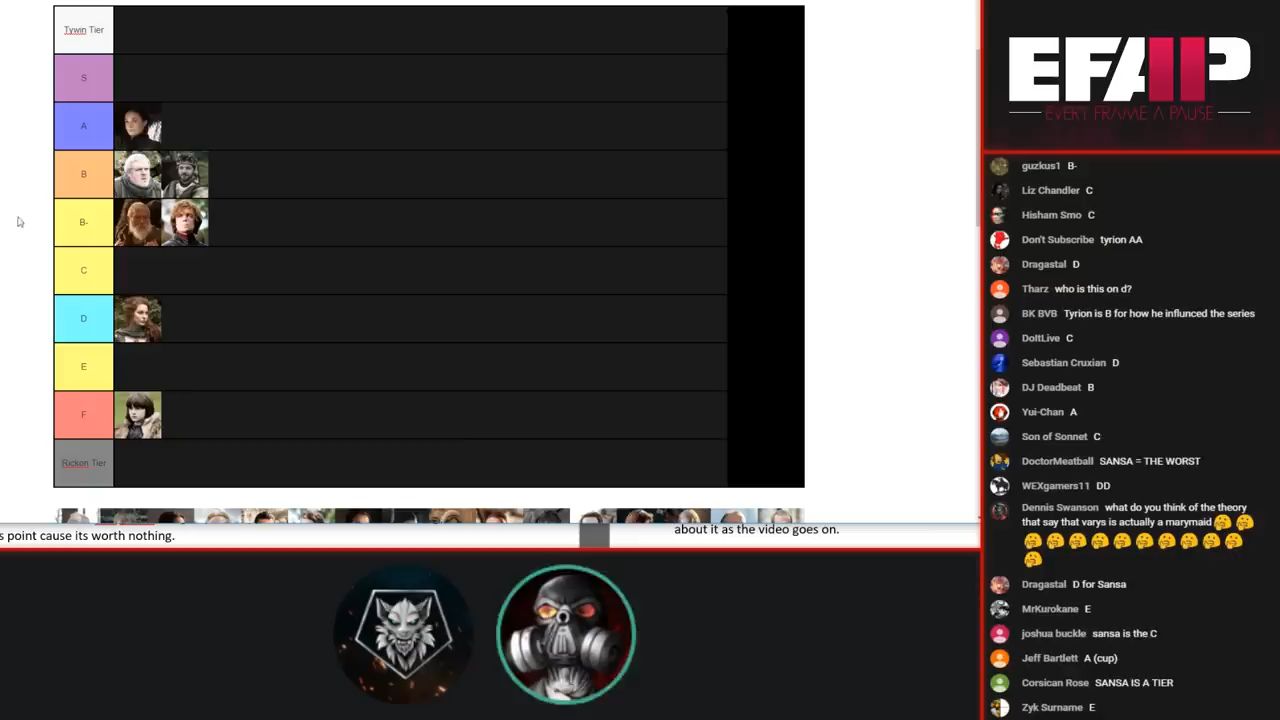 Tywin Tier
S
A
B
B-
C
D
E
F
Rickon Tier
s point cause its worth nothing.
about it as the video goes on.
EFAP
EVERY FRAME A PAUSE
guzkus1 B-
Liz Chandler C
Hisham Smo C
Don't Subscribe tyrion AA
Dragastal D
Tharz who is this on d?
BK BVB Tyrion is B for how he influnced the series
DoItLive C
Sebastian Cruxian D
DJ Deadbeat B
Yui-Chan A
Son of Sonnet C
DoctorMeatball SANSA = THE WORST
WEXgamers11 DD
Dennis Swanson what do you think of the theory
that say that varys is actually a marymaid
Dragastal D for Sansa
MrKurokane E
joshua buckle sansa is the C
Jeff Bartlett A (cup)
Corsican Rose SANSA IS A TIER
Zyk Surname E